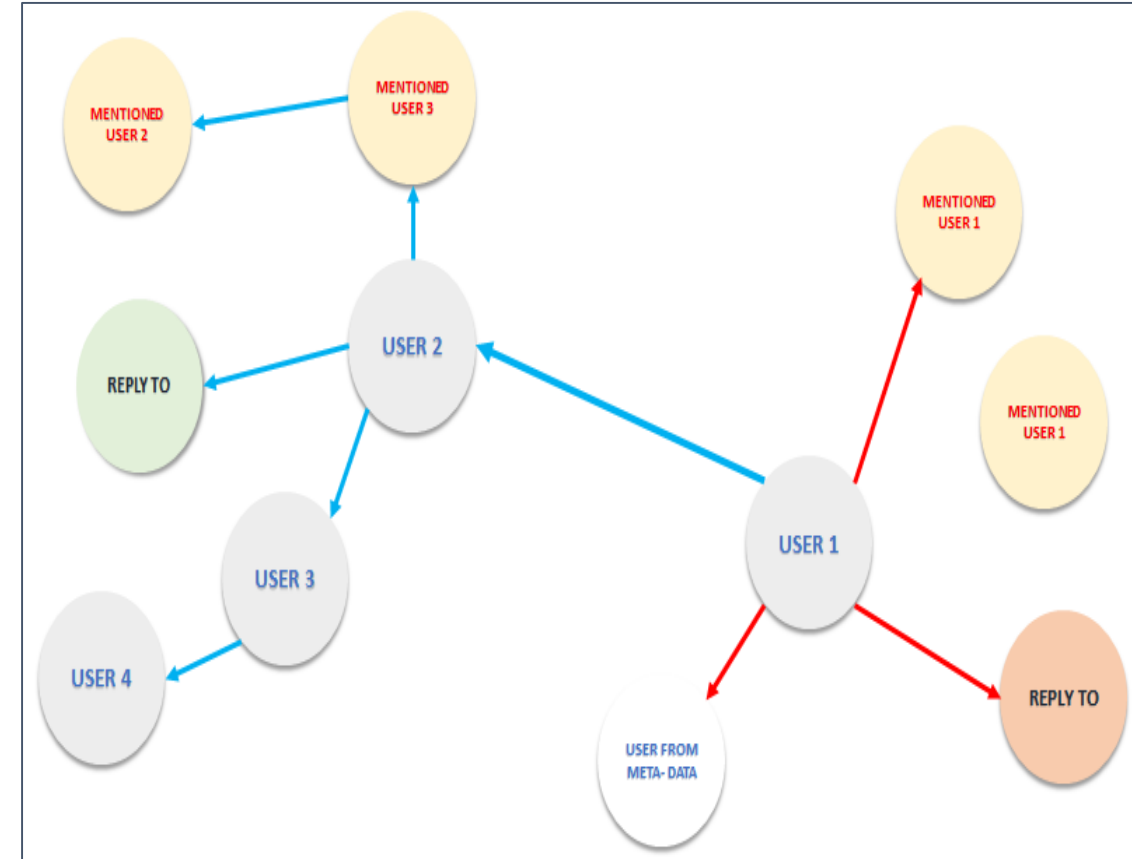 MENTIONED
USER 2
MENTIONED
USER 3
MENTIONED
USER 1
USER 2
REPLY TO
MENTIONED
USER 1
USER 1
USER 3
USER 4
REPLY TO
USER FROM
META- DATA